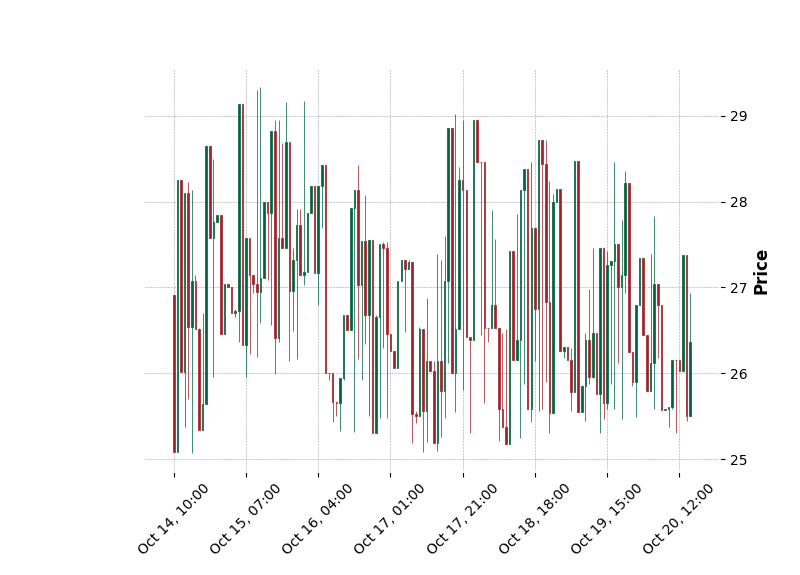 29
28
27
26
25
Price
Oct 14, 10:00
Oct 15, 07:00
Oct 16, 04:00
Oct 17, 01:00
Oct 17, 21:00
Oct 18, 18:00
Oct 19, 15:00
Oct 20, 12:00